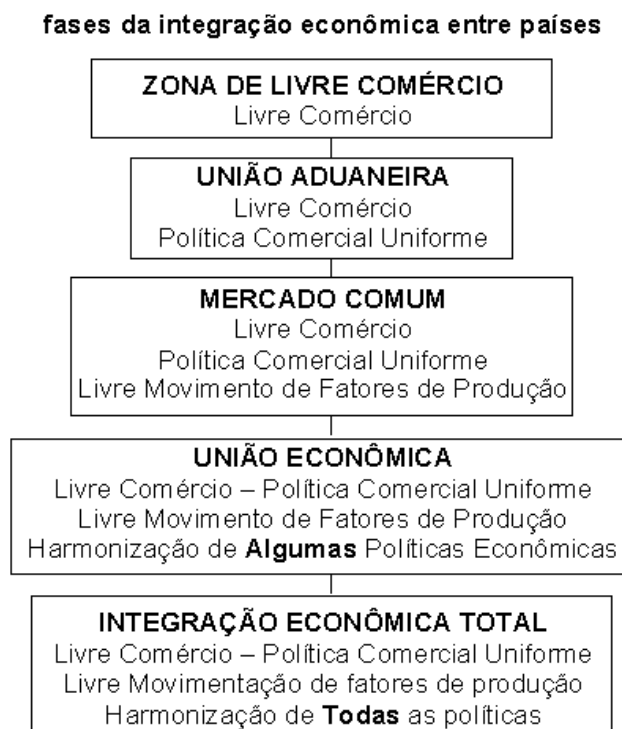 fases da integração econômica entre países
ZONA DE LIVRE COMÉRCIO
Livre Comércio
UNIÃO ADUANEIRA
Livre Comércio
Política Comercial Uniforme
MERCADO COMUM
Livre Comércio
Política Comercial Uniforme
Livre Movimento de Fatores de Produção
UNIÃO ECONÔMICA
Livre Comércio – Política Comercial Uniforme
Livre Movimento de Fatores de Produção
Harmonização de Algumas Políticas Econômicas
INTEGRAÇÃO ECONÔMICA TOTAL
Livre Comércio – Política Comercial Uniforme
Livre Movimentação de fatores de produção
Harmonização de Todas as políticas